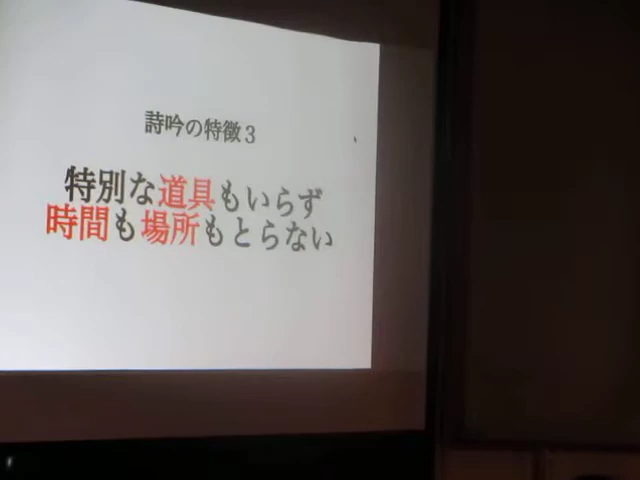 詩吟の特徴３
特別な道具もいらず
時間も場所もとらない